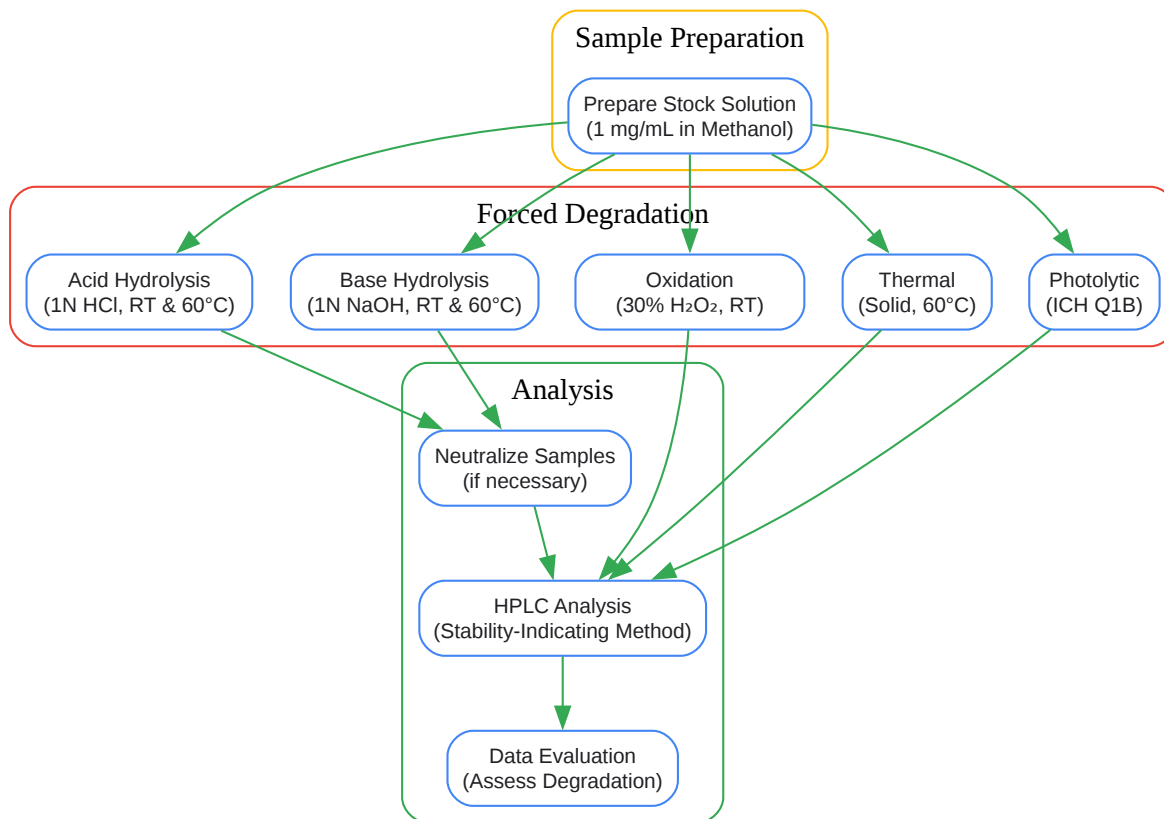 Sample Preparation
Prepare Stock Solution
(1 mg/mL in Methanol)
Forced Degradation
Acid Hydrolysis
(1N HCl, RT & 60°C)
Base Hydrolysis
(1N NaOH, RT & 60°C)
Oxidation
(30% H₂O₂, RT)
Thermal
(Solid, 60°C)
Photolytic
(ICH Q1B)
Analysis
Neutralize Samples
(if necessary)
HPLC Analysis
(Stability-Indicating Method)
Data Evaluation
(Assess Degradation)